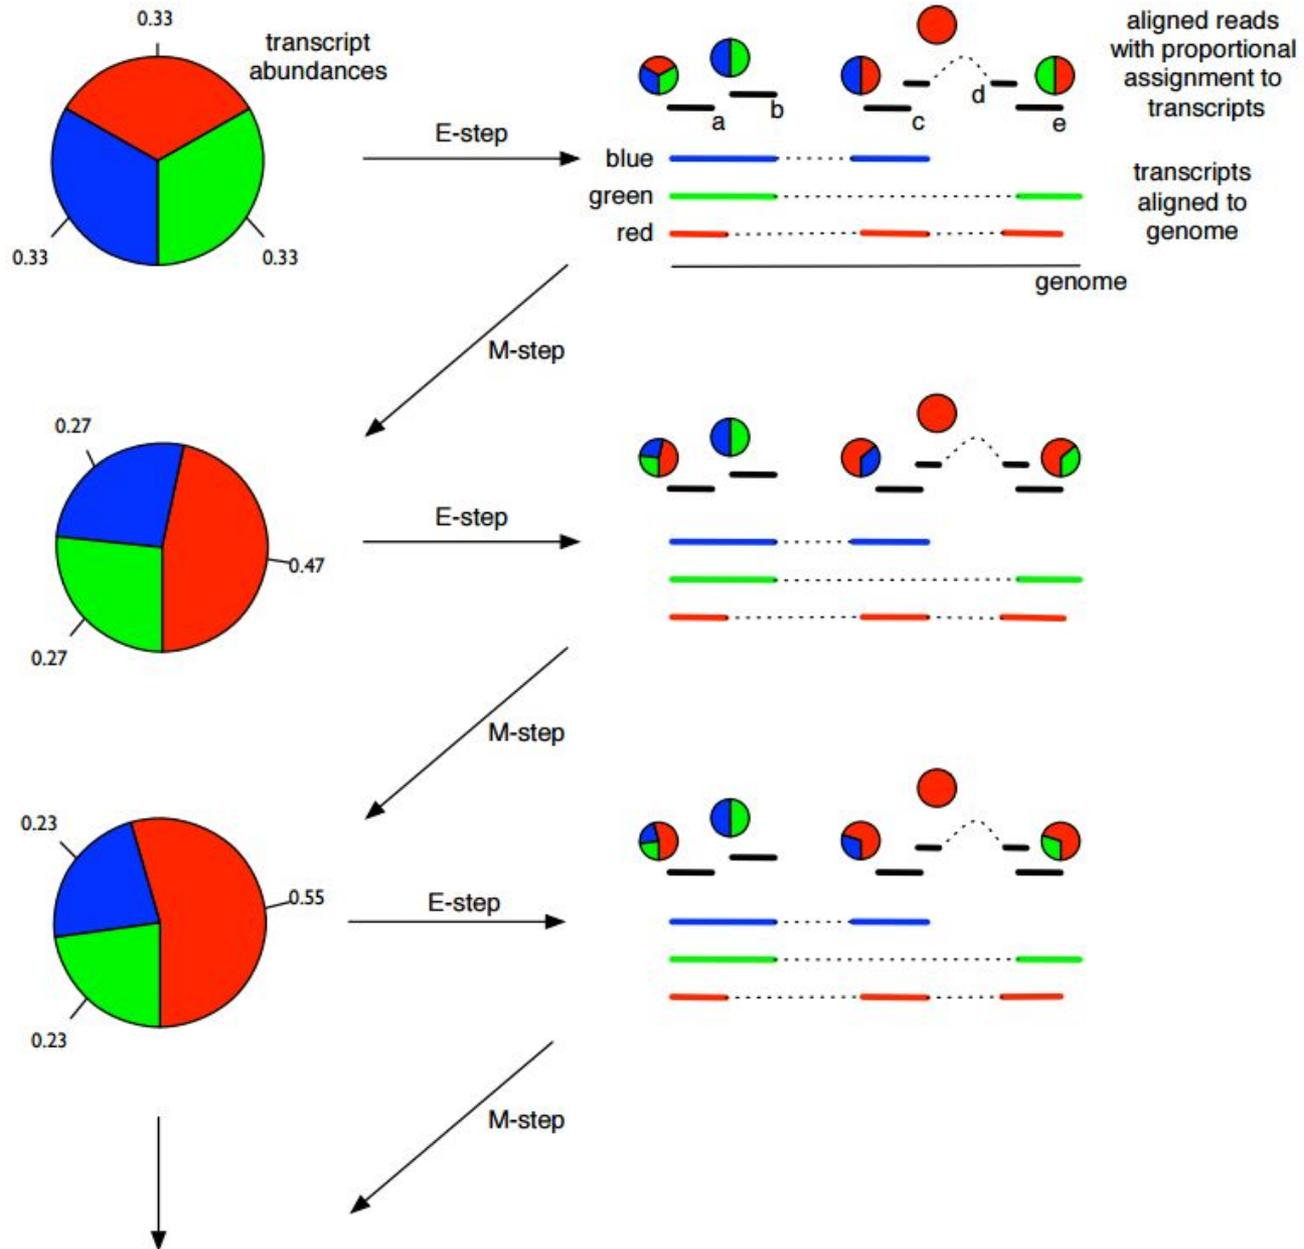 0.33
transcript
abundances
0.33
0.33
E-step
aligned reads
with proportional
assignment to
transcripts
a
b
c
d
e
blue
green
red
transcripts
aligned to
genome
genome
M-step
0.27
0.47
0.27
E-step
M-step
0.23
0.55
0.23
E-step
M-step